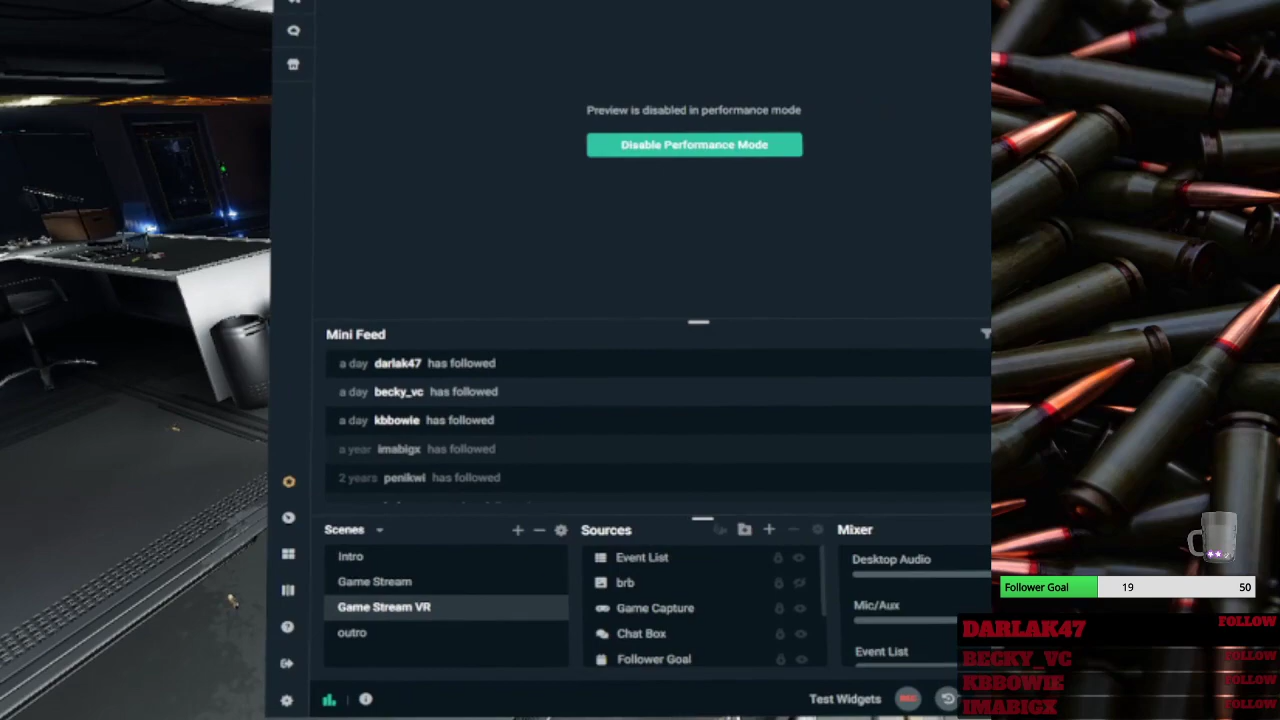 Preview is disabled in performance mode
Disable Performance Mode
Mini Feed
a day darlak47 has followed
a day becky_vc has followed
a day kbbowie has followed
a year imabigx has followed
2 years penikwi has followed
Scenes
Intro
Game Stream
Game Stream VR
outro
Sources
Event List
brb
Game Capture
Chat Box
Follower Goal
Mixer
Desktop Audio
Mic/Aux
Event List
Test Widgets
REC
Follower Goal 19 50
DARLAK47 FOLLOW
BECKY_VC FOLLOW
KBBOWIE FOLLOW
IMABIGX FOLLOW